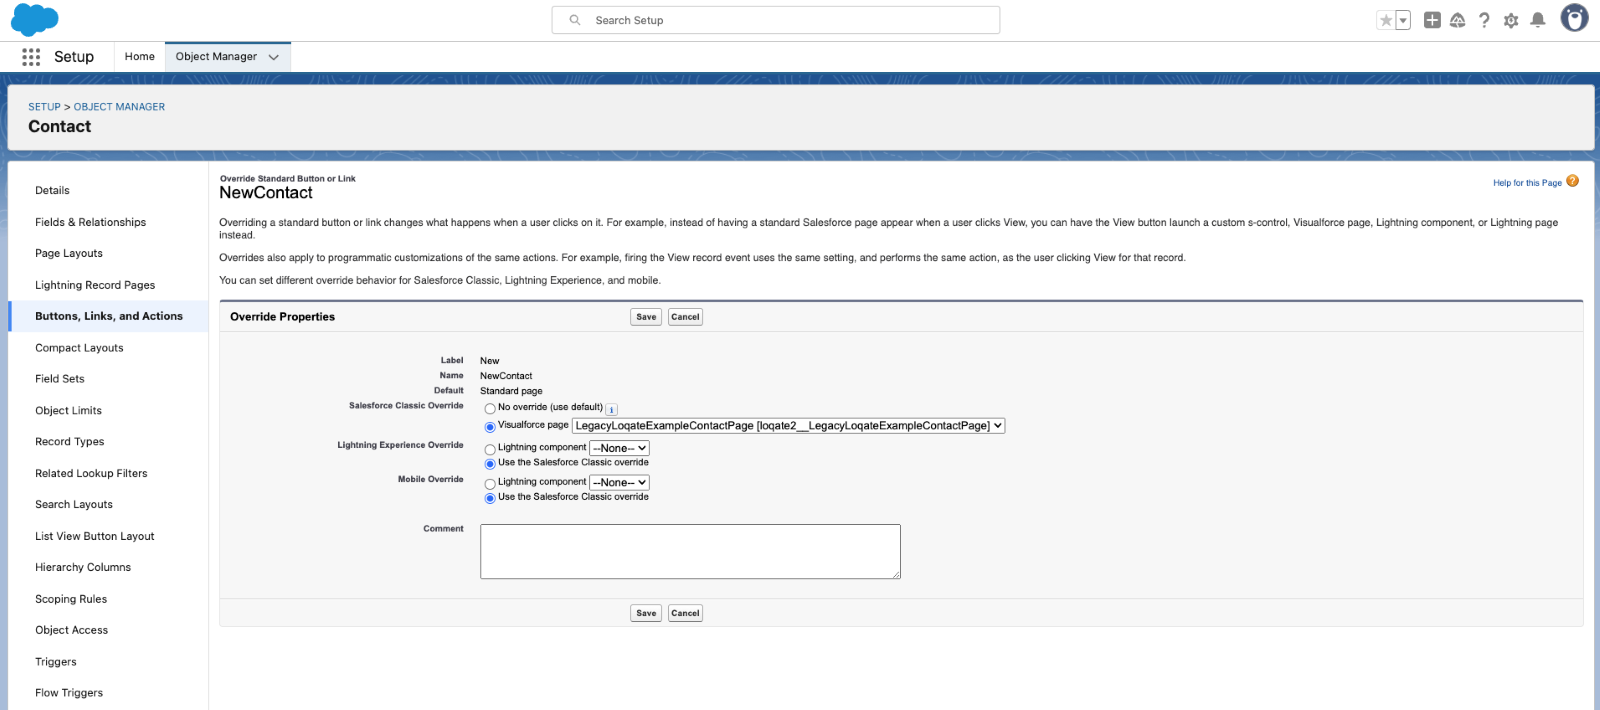 Search Setup
Setup
Home
Object Manager
SETUP > OBJECT MANAGER
Contact
Details
Fields & Relationships
Page Layouts
Lightning Record Pages
Buttons, Links, and Actions
Compact Layouts
Field Sets
Object Limits
Record Types
Related Lookup Filters
Search Layouts
List View Button Layout
Hierarchy Columns
Scoping Rules
Object Access
Triggers
Flow Triggers
Override Standard Button or Link
NewContact
Help for this Page
Overriding a standard button or link changes what happens when a user clicks on it. For example, instead of having a standard Salesforce page appear when a user clicks View, you can have the View button launch a custom s-control, Visualforce page, Lightning component, or Lightning page
instead.
Overrides also apply to programmatic customizations of the same actions. For example, firing the View record event uses the same setting, and performs the same action, as the user clicking View for that record.
You can set different override behavior for Salesforce Classic, Lightning Experience, and mobile.
Override Properties
Save
Cancel
Label New
Name NewContact
Default Standard page
Salesforce Classic Override No override (use default) i
Visualforce page LegacyLoqateExampleContactPage [loqate2__LegacyLoqateExampleContactPage]
Lightning Experience Override Lightning component --None--
Use the Salesforce Classic override
Mobile Override Lightning component --None--
Use the Salesforce Classic override
Comment
Save
Cancel